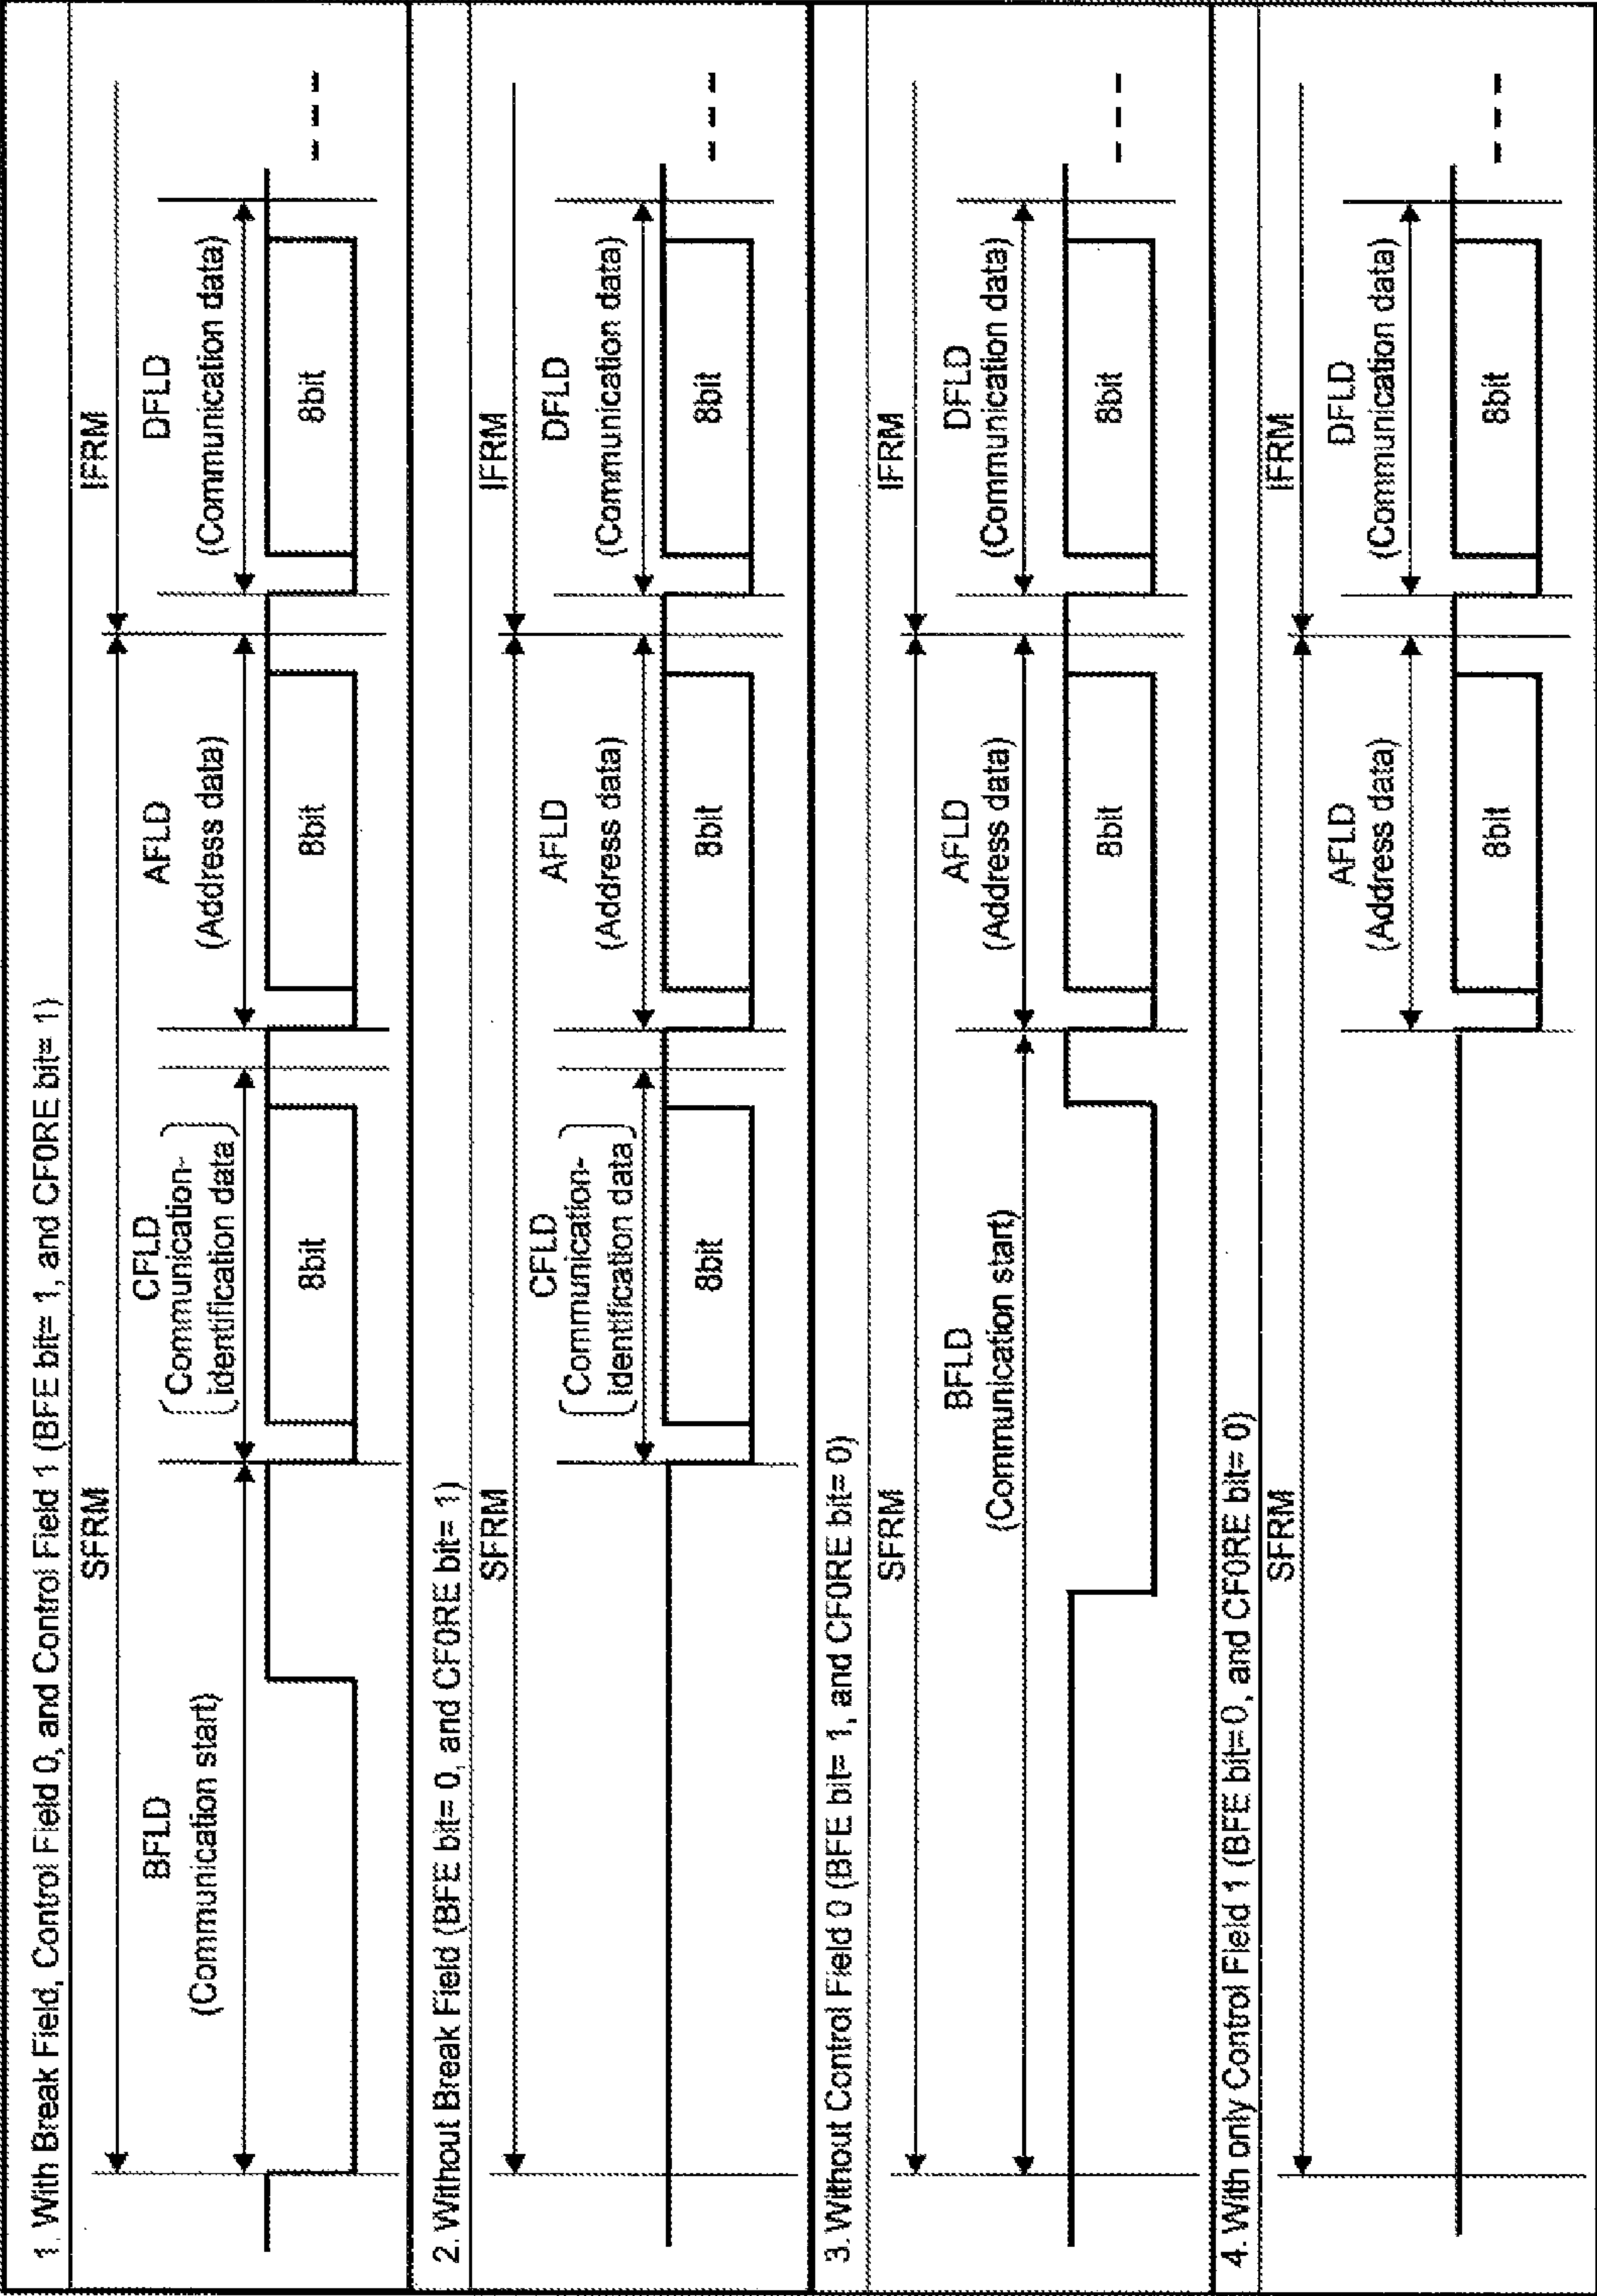 1. With Break Field, Control Field 0, and Control Field 1 (BFE bit= 1, and CF0RE bit= 1)
SFRM IFRM
BFLD CFLD AFLD DFLD
(Communication start) (Communication- (Address data) (Communication data)
identification data)
8bit 8bit 8bit
2. Without Break Field (BFE bit= 0, and CF0RE bit= 1)
SFRM IFRM
CFLD AFLD DFLD
(Communication- (Address data) (Communication data)
identification data)
8bit 8bit 8bit
3. Without Control Field 0 (BFE bit= 1, and CF0RE bit= 0)
SFRM IFRM
BFLD AFLD DFLD
(Communication start) (Address data) (Communication data)
8bit 8bit
4. With only Control Field 1 (BFE bit=0, and CF0RE bit= 0)
SFRM IFRM
AFLD DFLD
(Address data) (Communication data)
8bit 8bit